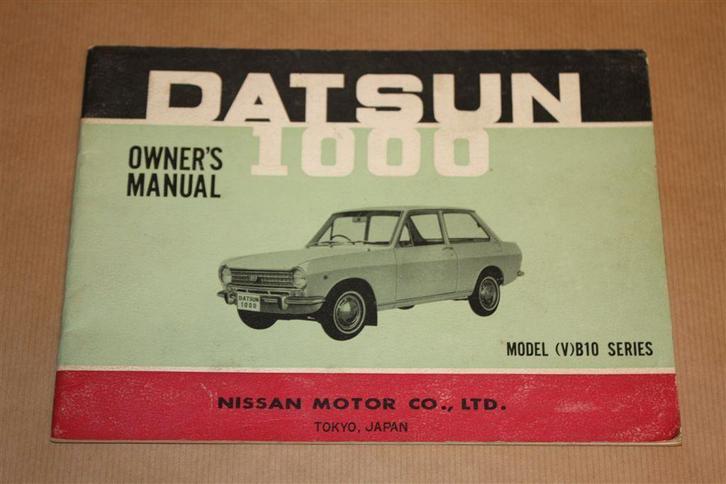 DATSUN
1000
OWNER'S
MANUAL
DATSUN
1000
MODEL (V)B10 SERIES
NISSAN MOTOR CO., LTD.
TOKYO, JAPAN